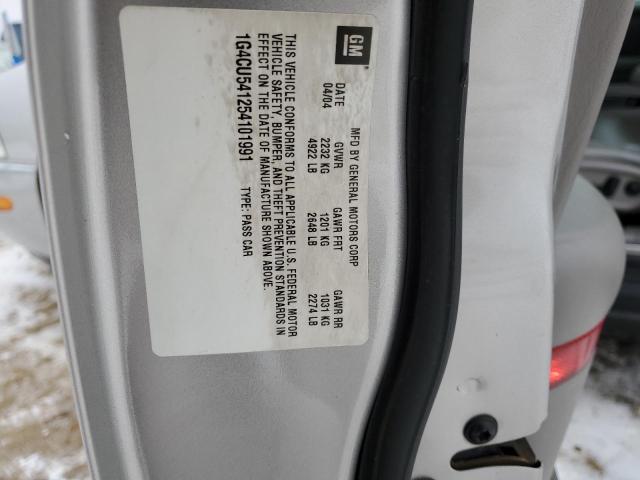 GM
MFD BY GENERAL MOTORS CORP
DATE GVWR GAWR FRT GAWR RR
04/04 2232 KG 1201 KG 1031 KG
4922 LB 2648 LB 2274 LB
THIS VEHICLE CONFORMS TO ALL APPLICABLE U.S. FEDERAL MOTOR
VEHICLE SAFETY, BUMPER, AND THEFT PREVENTION STANDARDS IN
EFFECT ON THE DATE OF MANUFACTURE SHOWN ABOVE.
1G4CU541254101991 TYPE: PASS CAR